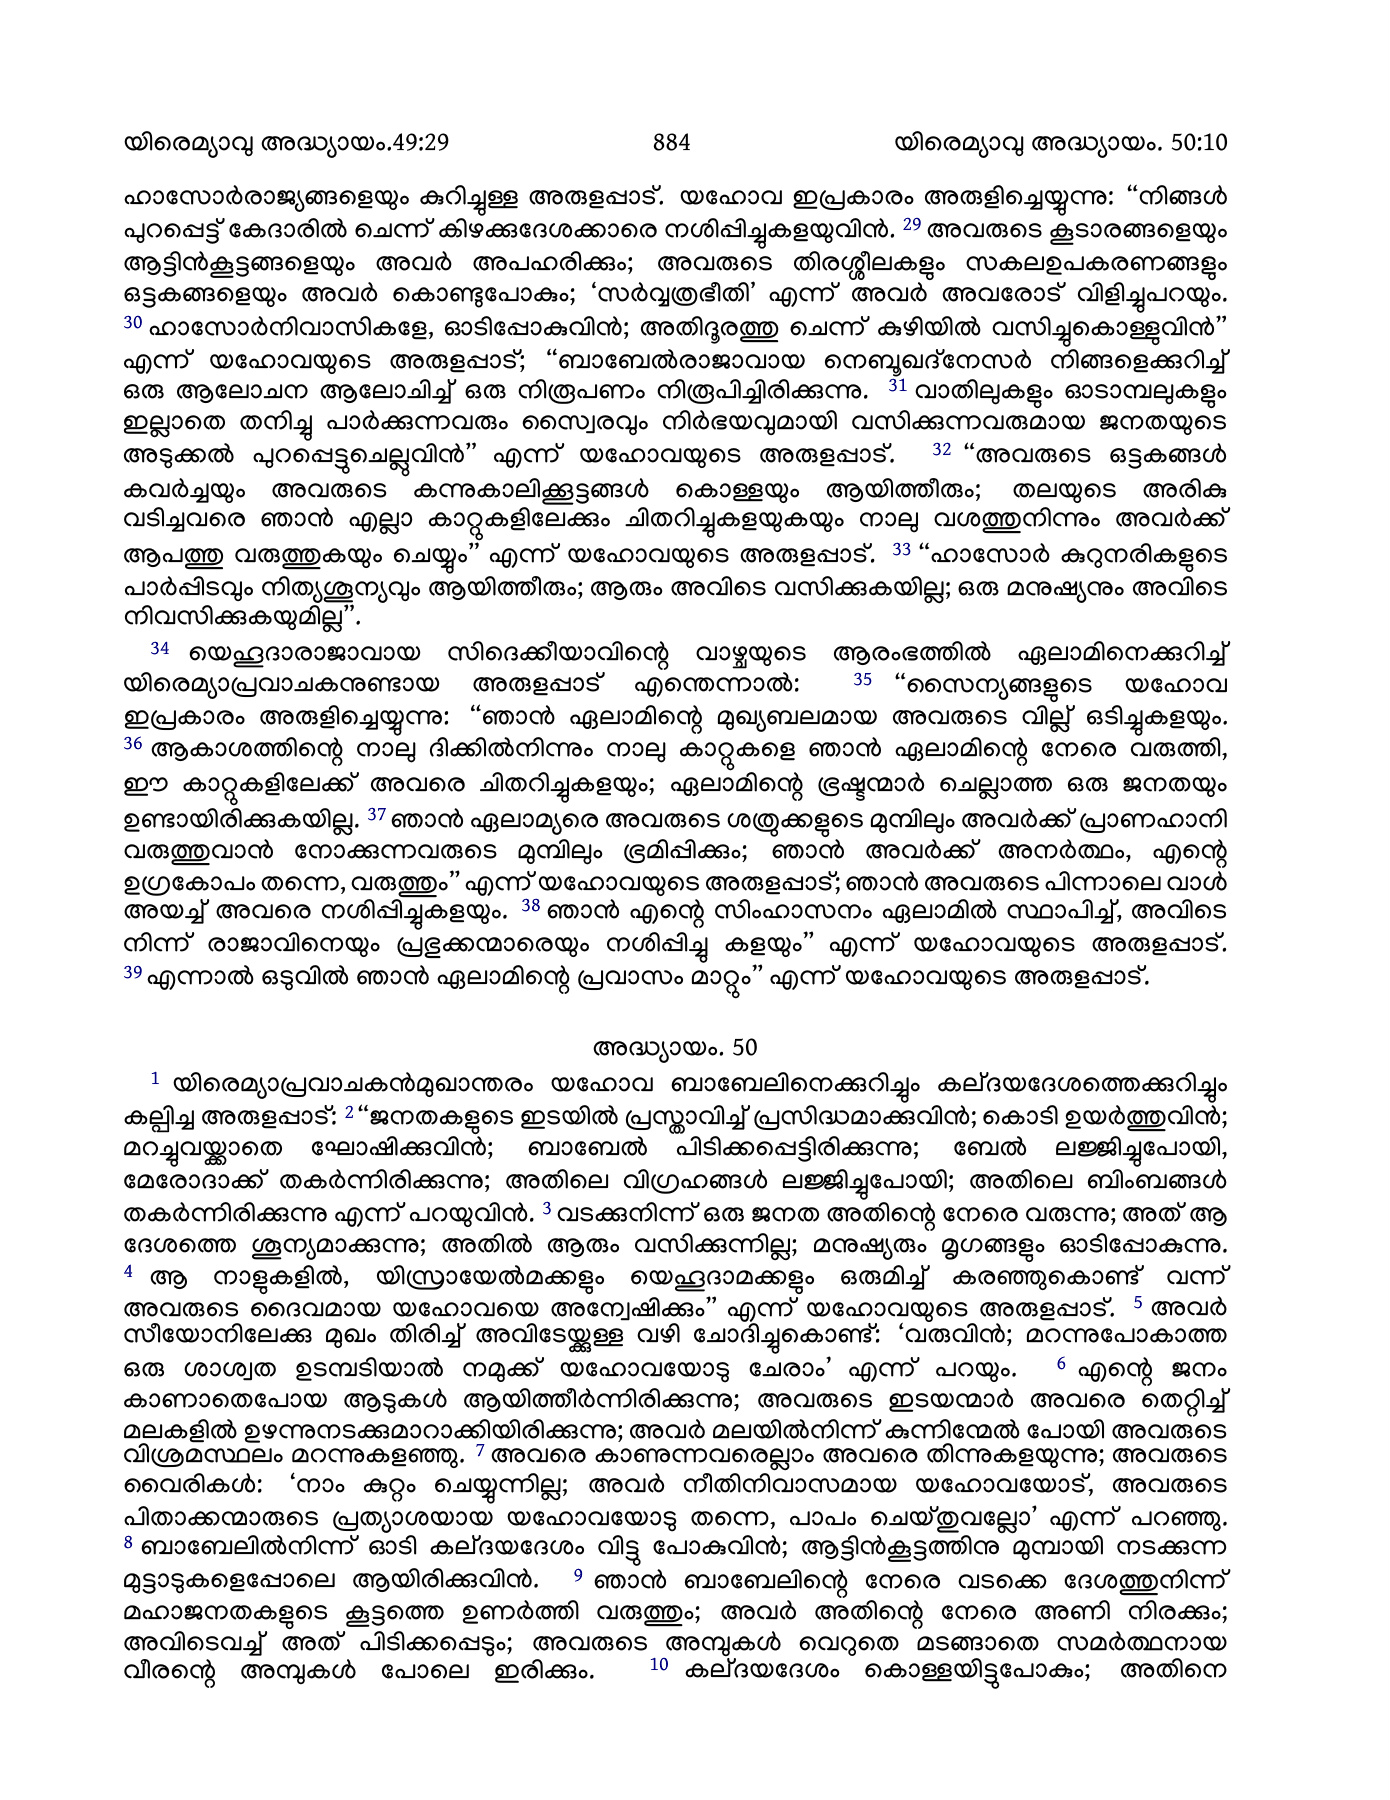 യിരെമ്യാവു അദ്ധ്യായം.49:29 884 യിരെമ്യാവു അദ്ധ്യായം. 50:10
ഹാസോർരാജ്യങ്ങളെയും കുറിച്ചുള്ള അരുളപ്പാട്. യഹോവ ഇപ്രകാരം അരുളിച്ചെയ്യുന്നു: “നിങ്ങൾ
പുറപ്പെട്ട് കേദാരിൽ ചെന്ന് കിഴക്കുദേശക്കാരെ നശിപ്പിച്ചുകളയുവിൻ. 29 അവരുടെ കൂടാരങ്ങളെയും
ആട്ടിൻകൂട്ടങ്ങളെയും അവർ അപഹരിക്കും; അവരുടെ തിരശ്ശീലകളും സകലഉപകരണങ്ങളും
ഒട്ടകങ്ങളെയും അവർ കൊണ്ടുപോകും; ‘സർവ്വത്രഭീതി’ എന്ന് അവർ അവരോട് വിളിച്ചുപറയും.
30 ഹാസോർനിവാസികളേ, ഓടിപ്പോകുവിൻ; അതിദൂരത്തു ചെന്ന് കുഴിയിൽ വസിച്ചുകൊള്ളുവിൻ”
എന്ന് യഹോവയുടെ അരുളപ്പാട്; “ബാബേൽരാജാവായ നെബൂഖദ്നേസർ നിങ്ങളെക്കുറിച്ച്
ഒരു ആലോചന ആലോചിച്ച് ഒരു നിരൂപണം നിരൂപിച്ചിരിക്കുന്നു. 31 വാതിലുകളും ഓടാമ്പലുകളും
ഇല്ലാതെ തനിച്ചു പാർക്കുന്നവരും സ്വൈരവും നിർഭയവുമായി വസിക്കുന്നവരുമായ ജനതയുടെ
അടുക്കൽ പുറപ്പെട്ടുചെല്ലുവിൻ” എന്ന് യഹോവയുടെ അരുളപ്പാട്. 32 “അവരുടെ ഒട്ടകങ്ങൾ
കവർച്ചയും അവരുടെ കന്നുകാലിക്കൂട്ടങ്ങൾ കൊള്ളയും ആയിത്തീരും; തലയുടെ അരികു
വടിച്ചവരെ ഞാൻ എല്ലാ കാറ്റുകളിലേക്കും ചിതറിച്ചുകളയുകയും നാലു വശത്തുനിന്നും അവർക്ക്
ആപത്തു വരുത്തുകയും ചെയ്യും” എന്ന് യഹോവയുടെ അരുളപ്പാട്. 33 “ഹാസോർ കുറുനരികളുടെ
പാർപ്പിടവും നിത്യശൂന്യവും ആയിത്തീരും; ആരും അവിടെ വസിക്കുകയില്ല; ഒരു മനുഷ്യനും അവിടെ
നിവസിക്കുകയുമില്ല”.
34 യെഹൂദാരാജാവായ സിദെക്കീയാവിന്റെ വാഴ്ചയുടെ ആരംഭത്തിൽ ഏലാമിനെക്കുറിച്ച്
യിരെമ്യാപ്രവാചകനുണ്ടായ അരുളപ്പാട് എന്തെന്നാൽ: 35 “സൈന്യങ്ങളുടെ യഹോവ
ഇപ്രകാരം അരുളിച്ചെയ്യുന്നു: “ഞാൻ ഏലാമിന്റെ മുഖ്യബലമായ അവരുടെ വില്ല് ഒടിച്ചുകളയും.
36 ആകാശത്തിന്റെ നാലു ദിക്കിൽനിന്നും നാലു കാറ്റുകളെ ഞാൻ ഏലാമിന്റെ നേരെ വരുത്തി,
ഈ കാറ്റുകളിലേക്ക് അവരെ ചിതറിച്ചുകളയും; ഏലാമിന്റെ ഭ്രഷ്ടന്മാർ ചെല്ലാത്ത ഒരു ജനതയും
ഉണ്ടായിരിക്കുകയില്ല. 37 ഞാൻ ഏലാമ്യരെ അവരുടെ ശത്രുക്കളുടെ മുമ്പിലും അവർക്ക് പ്രാണഹാനി
വരുത്തുവാൻ നോക്കുന്നവരുടെ മുമ്പിലും ഭ്രമിപ്പിക്കും; ഞാൻ അവർക്ക് അനർത്ഥം, എന്റെ
ഉഗ്രകോപം തന്നെ, വരുത്തും” എന്ന് യഹോവയുടെ അരുളപ്പാട്; ഞാൻ അവരുടെ പിന്നാലെ വാൾ
അയച്ച് അവരെ നശിപ്പിച്ചുകളയും. 38 ഞാൻ എന്റെ സിംഹാസനം ഏലാമിൽ സ്ഥാപിച്ച്, അവിടെ
നിന്ന് രാജാവിനെയും പ്രഭുക്കന്മാരെയും നശിപ്പിച്ചു കളയും” എന്ന് യഹോവയുടെ അരുളപ്പാട്.
39 എന്നാൽ ഒടുവിൽ ഞാൻ ഏലാമിന്റെ പ്രവാസം മാറ്റും” എന്ന് യഹോവയുടെ അരുളപ്പാട്.
അദ്ധ്യായം. 50
1 യിരെമ്യാപ്രവാചകൻമുഖാന്തരം യഹോവ ബാബേലിനെക്കുറിച്ചും കല്ദയദേശത്തെക്കുറിച്ചും
കല്പിച്ച അരുളപ്പാട്: 2 “ജനതകളുടെ ഇടയിൽ പ്രസ്താവിച്ച് പ്രസിദ്ധമാക്കുവിൻ; കൊടി ഉയർത്തുവിൻ;
മറച്ചുവയ്ക്കാതെ ഘോഷിക്കുവിൻ; ബാബേൽ പിടിക്കപ്പെട്ടിരിക്കുന്നു; ബേൽ ലജ്ജിച്ചുപോയി,
മേരോദാക്ക് തകർന്നിരിക്കുന്നു; അതിലെ വിഗ്രഹങ്ങൾ ലജ്ജിച്ചുപോയി; അതിലെ ബിംബങ്ങൾ
തകർന്നിരിക്കുന്നു എന്ന് പറയുവിൻ. 3 വടക്കുനിന്ന് ഒരു ജനത അതിന്റെ നേരെ വരുന്നു; അത് ആ
ദേശത്തെ ശൂന്യമാക്കുന്നു; അതിൽ ആരും വസിക്കുന്നില്ല; മനുഷ്യരും മൃഗങ്ങളും ഓടിപ്പോകുന്നു.
4 ആ നാളുകളിൽ, യിസ്രായേൽമക്കളും യെഹൂദാമക്കളും ഒരുമിച്ച് കരഞ്ഞുകൊണ്ട് വന്ന്
അവരുടെ ദൈവമായ യഹോവയെ അന്വേഷിക്കും” എന്ന് യഹോവയുടെ അരുളപ്പാട്. 5 അവർ
സീയോനിലേക്കു മുഖം തിരിച്ച് അവിടേയ്ക്കുള്ള വഴി ചോദിച്ചുകൊണ്ട്: ‘വരുവിൻ; മറന്നുപോകാത്ത
ഒരു ശാശ്വത ഉടമ്പടിയാൽ നമുക്ക് യഹോവയോടു ചേരാം’ എന്ന് പറയും. 6 എന്റെ ജനം
കാണാതെപോയ ആടുകൾ ആയിത്തീർന്നിരിക്കുന്നു; അവരുടെ ഇടയന്മാർ അവരെ തെറ്റിച്ച്
മലകളിൽ ഉഴന്നുനടക്കുമാറാക്കിയിരിക്കുന്നു; അവർ മലയിൽനിന്ന് കുന്നിന്മേൽ പോയി അവരുടെ
വിശ്രമസ്ഥലം മറന്നുകളഞ്ഞു. 7 അവരെ കാണുന്നവരെല്ലാം അവരെ തിന്നുകളയുന്നു; അവരുടെ
വൈരികൾ: ‘നാം കുറ്റം ചെയ്യുന്നില്ല; അവർ നീതിനിവാസമായ യഹോവയോട്, അവരുടെ
പിതാക്കന്മാരുടെ പ്രത്യാശയായ യഹോവയോടു തന്നെ, പാപം ചെയ്തുവല്ലോ’ എന്ന് പറഞ്ഞു.
8 ബാബേലിൽനിന്ന് ഓടി കല്ദയദേശം വിട്ടു പോകുവിൻ; ആട്ടിൻകൂട്ടത്തിനു മുമ്പായി നടക്കുന്ന
മുട്ടാടുകളെപ്പോലെ ആയിരിക്കുവിൻ. 9 ഞാൻ ബാബേലിന്റെ നേരെ വടക്കെ ദേശത്തുനിന്ന്
മഹാജനതകളുടെ കൂട്ടത്തെ ഉണർത്തി വരുത്തും; അവർ അതിന്റെ നേരെ അണി നിരക്കും;
അവിടെവച്ച് അത് പിടിക്കപ്പെടും; അവരുടെ അമ്പുകൾ വെറുതെ മടങ്ങാതെ സമർത്ഥനായ
വീരന്റെ അമ്പുകൾ പോലെ ഇരിക്കും. 10 കല്ദയദേശം കൊള്ളയിട്ടുപോകും; അതിനെ